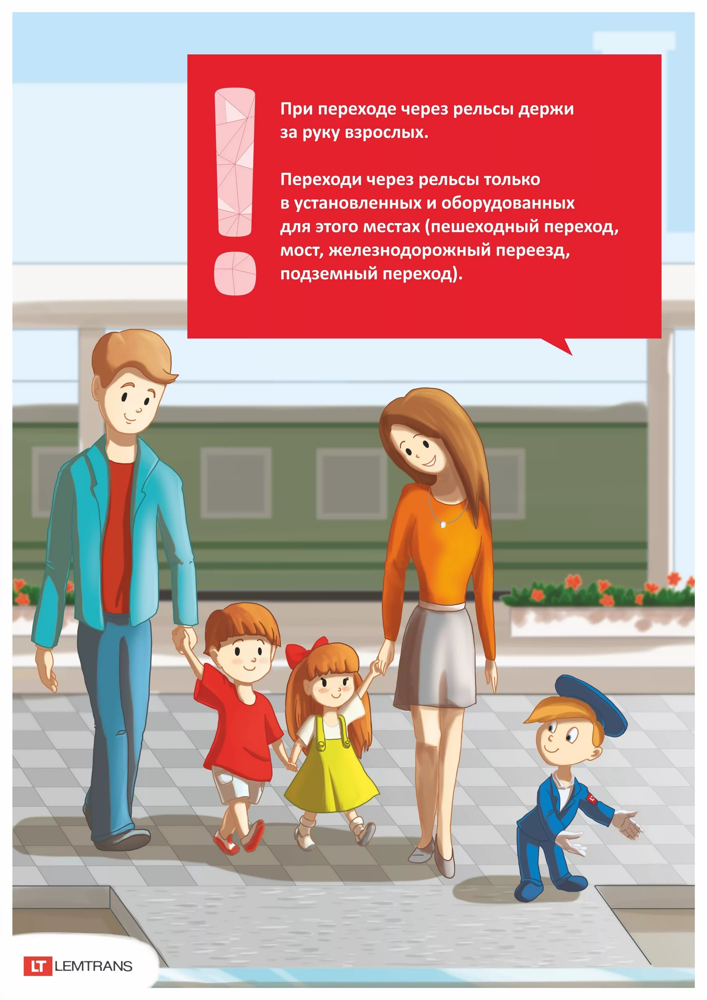 При переходе через рельсы держи
за руку взрослых.
Переходи через рельсы только
в установленных и оборудованных
для этого местах (пешеходный переход,
мост, железнодорожный переезд,
подземный переход).
LT LEMTRANS